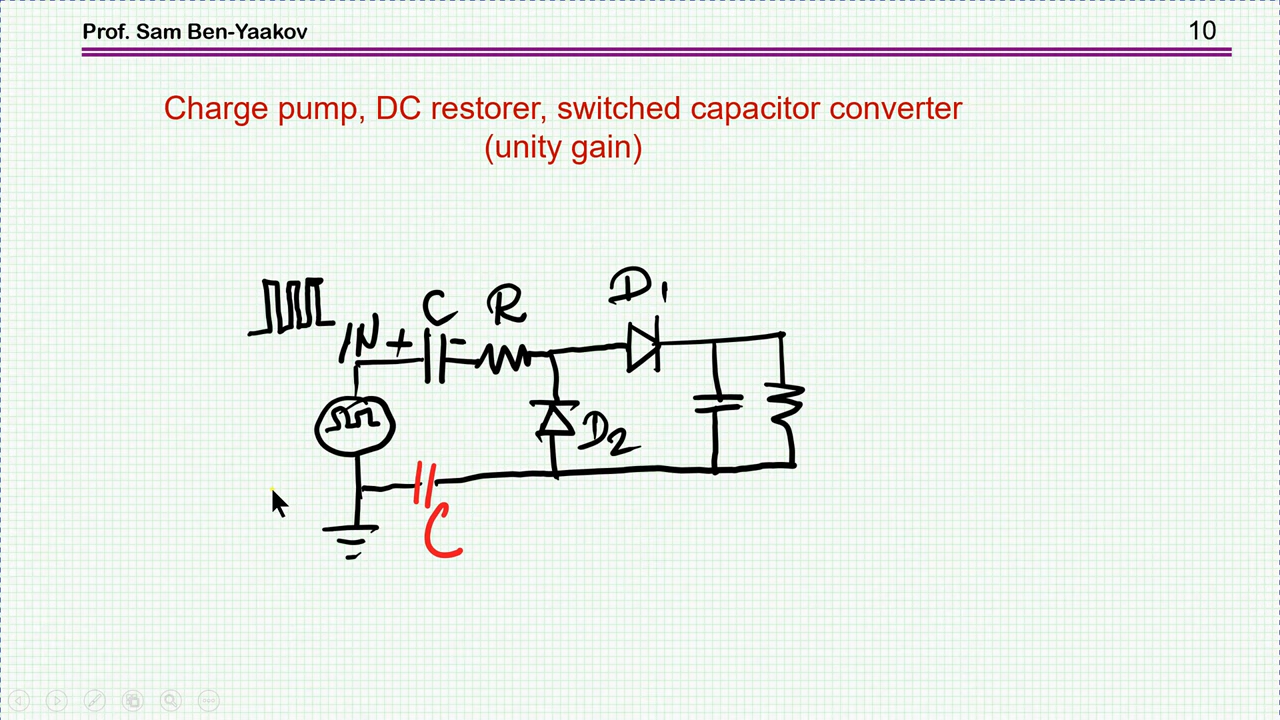 Prof. Sam Ben-Yaakov
10
Charge pump, DC restorer, switched capacitor converter
(unity gain)
D1
C R
IN + -
D2
C